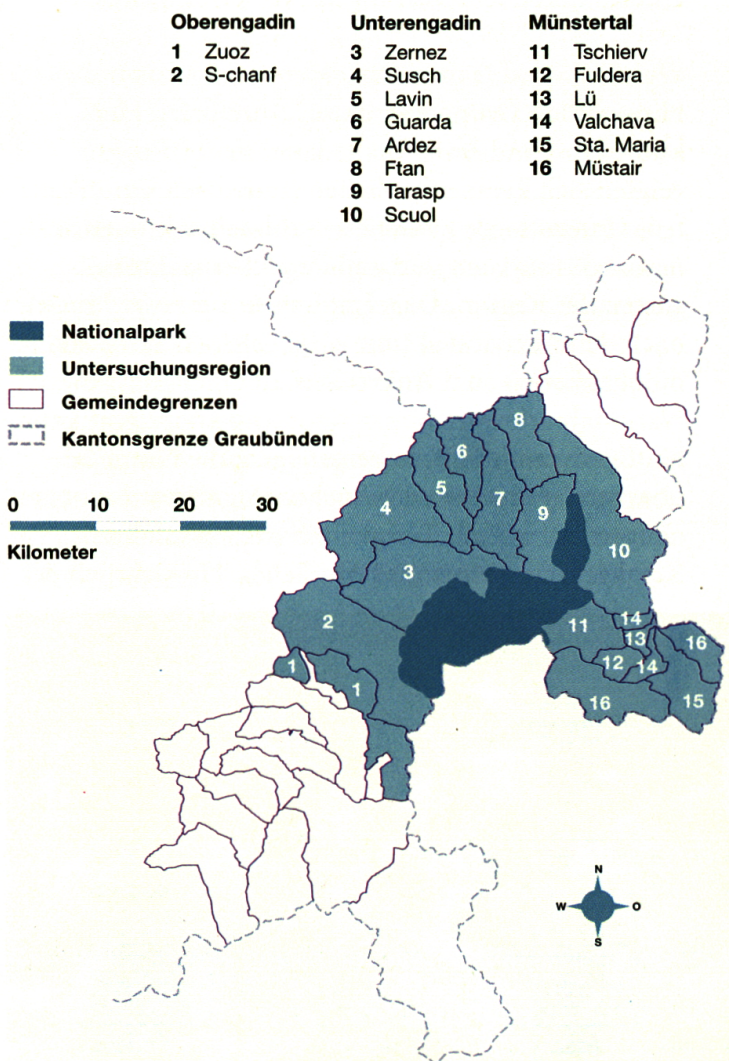 Oberengadin
1 Zuoz
2 S-chanf
Unterengadin
3 Zernez
4 Susch
5 Lavin
6 Guarda
7 Ardez
8 Ftan
9 Tarasp
10 Scuol
Münstertal
11 Tschierv
12 Fuldera
13 Lü
14 Valchava
15 Sta. Maria
16 Müstair
Nationalpark
Untersuchungsregion
Gemeindegrenzen
Kantonsgrenze Graubünden
0 10 20 30
Kilometer
8
6
5
7
4
9
10
3
2
14
11
13
16
1
12
14
1
16
15
N
W O
S